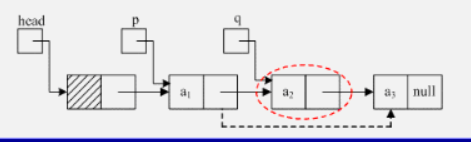 head p q
a₁ a₂ a₃ null